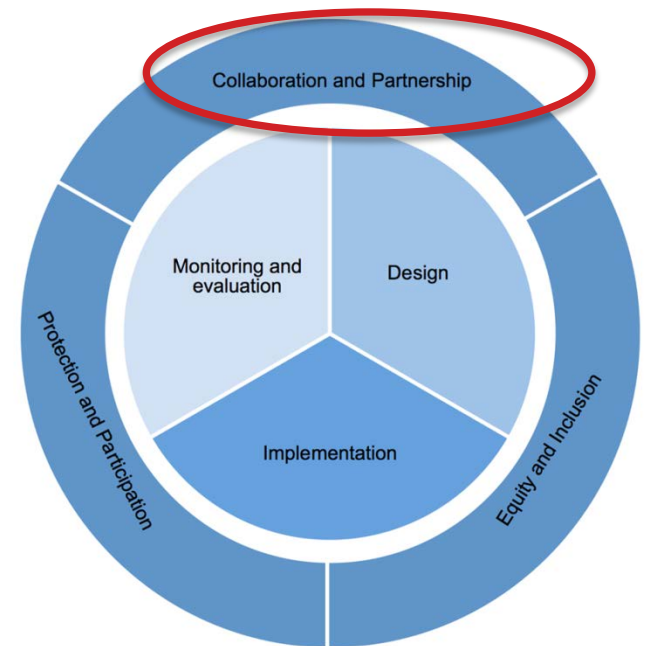 Collaboration and Partnership
Monitoring and
evaluation
Design
Protection and Participation
Implementation
Equity and Inclusion